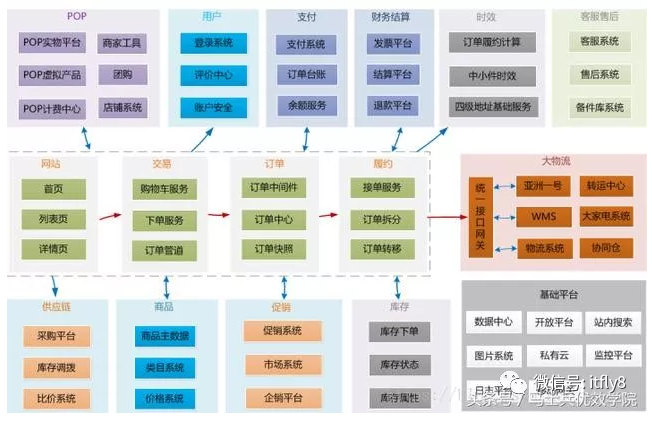 POP
用户
支付
财务结算
时效
客服售后
POP实物平台
商家工具
登录系统
支付系统
发票平台
订单履约计算
客服系统
POP虚拟产品
团购
评价中心
订单台账
结算平台
中小件时效
售后系统
POP计费中心
店铺系统
账户安全
余额服务
退款平台
四级地址基础服务
备件库系统
网站
交易
订单
履约
大物流
首页
购物车服务
订单中间件
接单服务
统一接口网关
亚洲一号
转运中心
列表页
下单服务
订单中心
订单拆分
WMS
大家电系统
详情页
订单管道
订单快照
订单转移
物流系统
协同仓
供应链
商品
促销
库存
基础平台
采购平台
商品主数据
促销系统
库存下单
数据中心
开放平台
站内搜索
库存调拨
类目系统
市场系统
库存状态
图片系统
私有云
监控平台
比价系统
价格系统
企销平台
库存属性
日志平台
微信号: itfly8